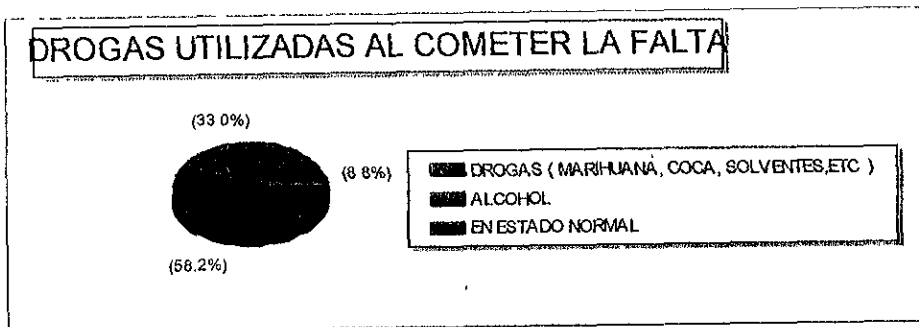 DROGAS UTILIZADAS AL COMETER LA FALTA
(33 0%)
(8 8%)
(58.2%)
DROGAS ( MARIHUANA, COCA, SOLVENTES,ETC )
ALCOHOL
EN ESTADO NORMAL